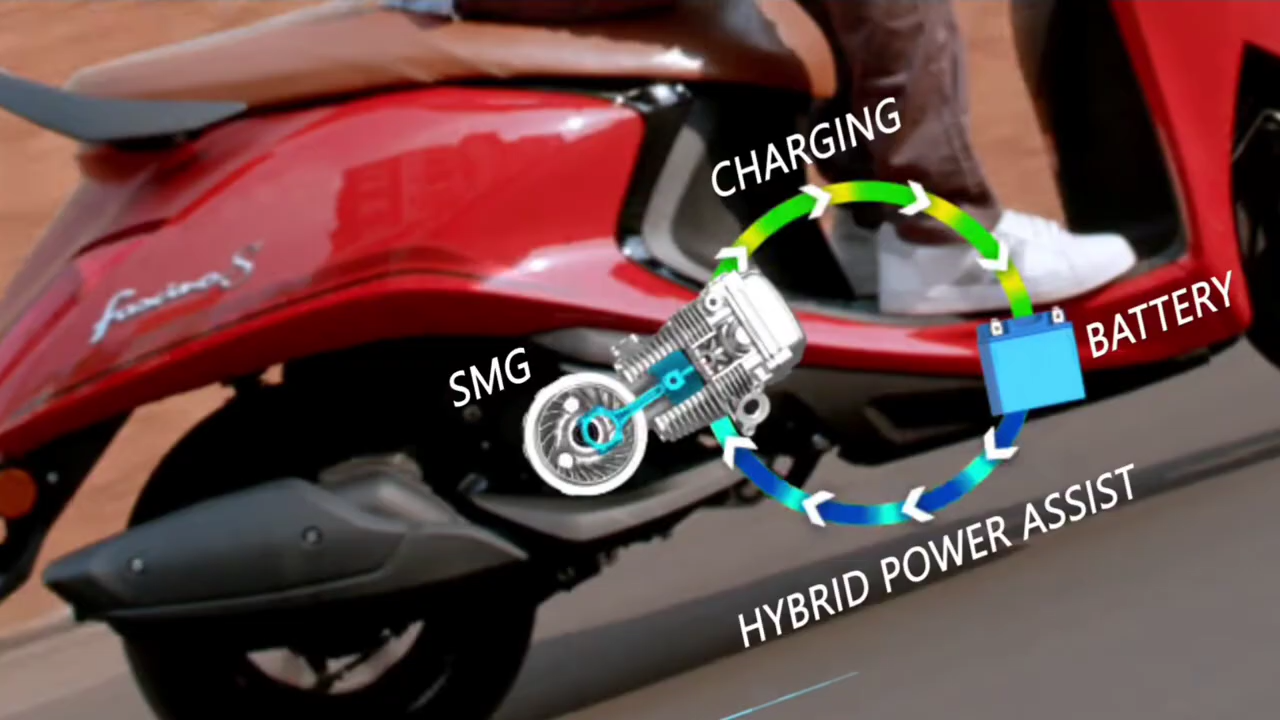 CHARGING
BATTERY
SMG
HYBRID POWER ASSIST
Fascino S